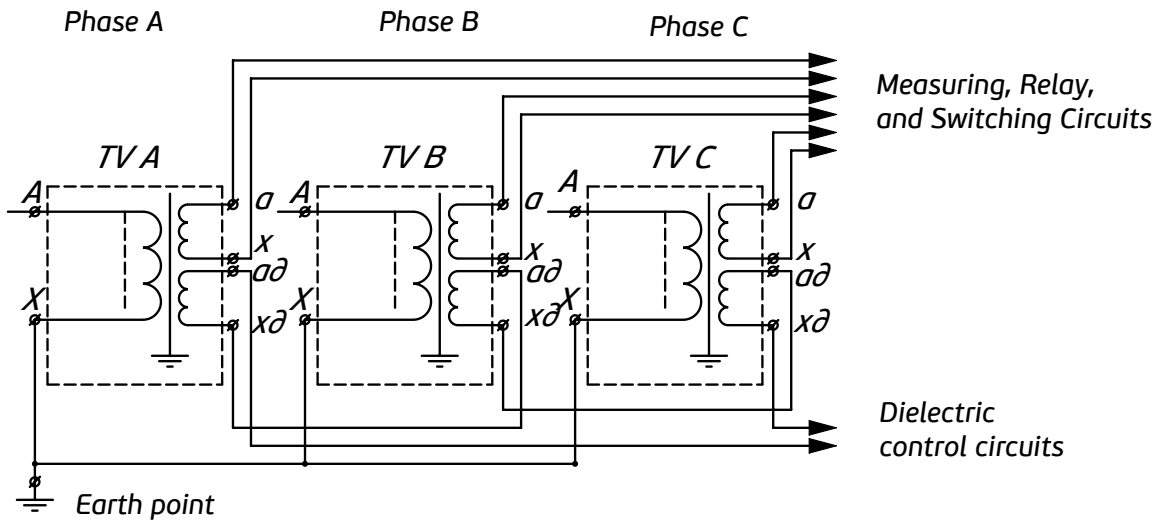 Phase A
Phase B
Phase C
Measuring, Relay,
and Switching Circuits
TV A
TV B
TV C
A
a
x
aд
X
xд
A
a
x
aд
X
xд
A
a
x
aд
X
xд
Dielectric
control circuits
Earth point